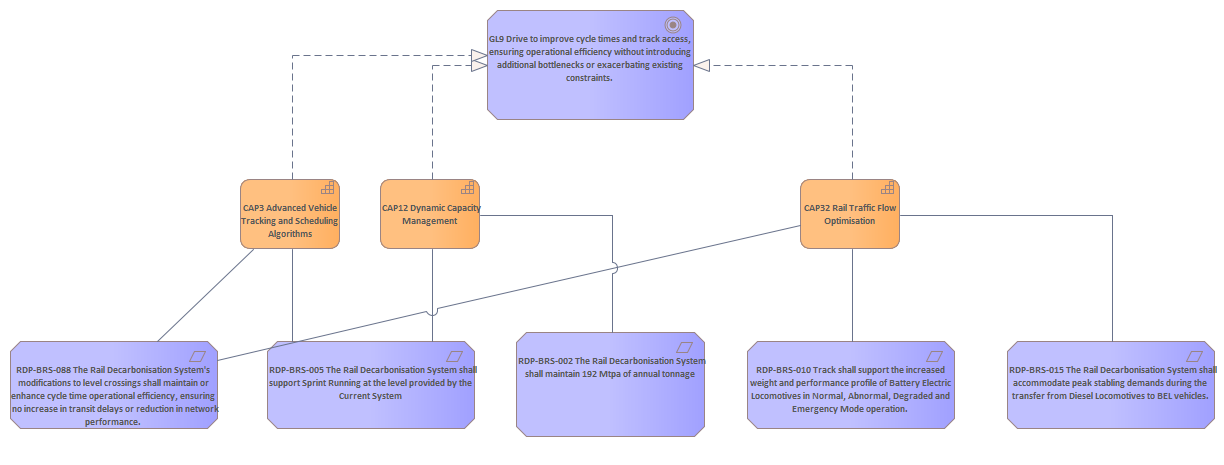 GL9 Drive to improve cycle times and track access,
ensuring operational efficiency without introducing
additional bottlenecks or exacerbating existing
constraints.
CAP3 Advanced Vehicle
Tracking and Scheduling
Algorithms
CAP12 Dynamic Capacity
Management
CAP32 Rail Traffic Flow
Optimisation
RDP-BRS-088 The Rail Decarbonisation System's
modifications to level crossings shall maintain or
enhance cycle time operational efficiency, ensuring
no increase in transit delays or reduction in network
performance.
RDP-BRS-005 The Rail Decarbonisation System shall
support Sprint Running at the level provided by the
Current System
RDP-BRS-002 The Rail Decarbonisation System
shall maintain 192 Mtpa of annual tonnage
RDP-BRS-010 Track shall support the increased
weight and performance profile of Battery Electric
Locomotives in Normal, Abnormal, Degraded and
Emergency Mode operation.
RDP-BRS-015 The Rail Decarbonisation System shall
accommodate peak stabling demands during the
transfer from Diesel Locomotives to BEL vehicles.